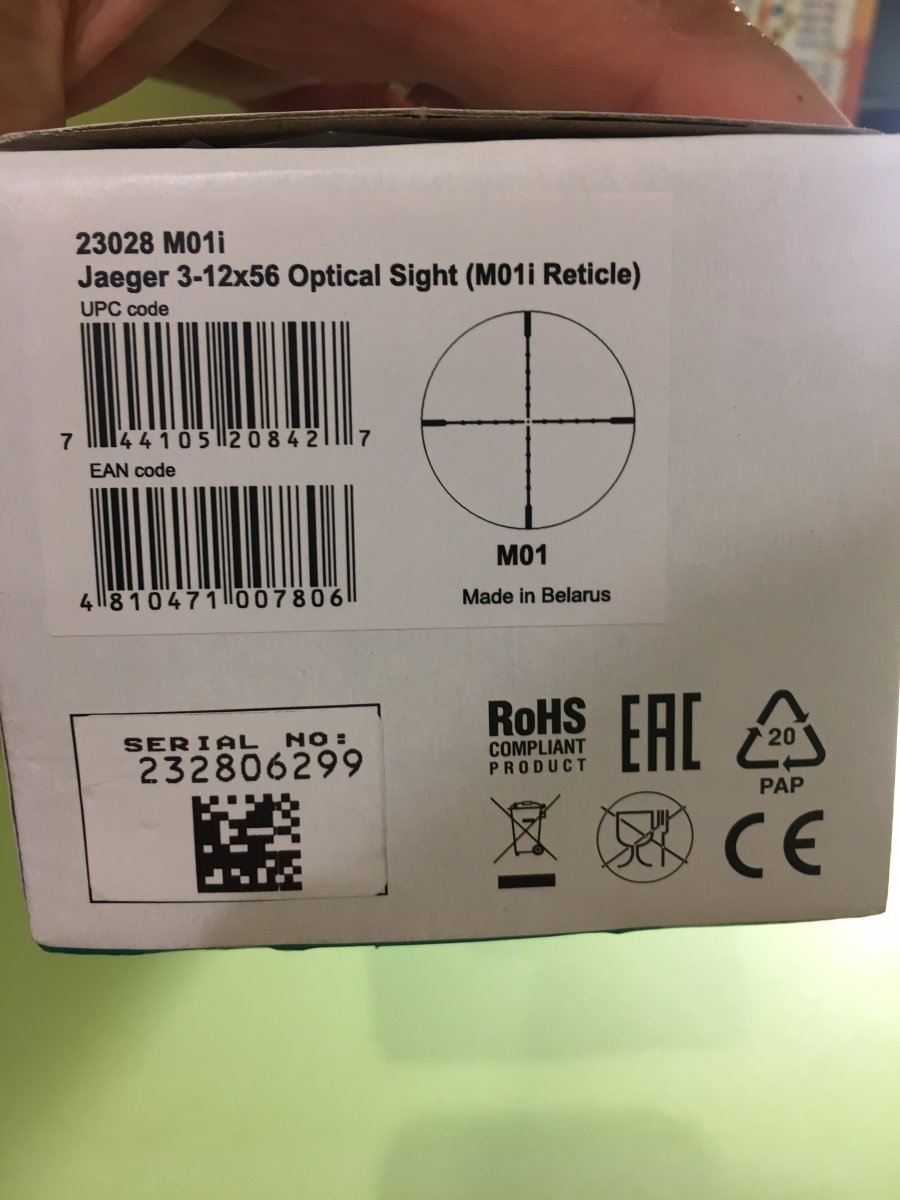 23028 M01i
Jaeger 3-12x56 Optical Sight (M01i Reticle)
UPC code
7 44105 20842 7
EAN code
4 810471 007806
M01
Made in Belarus
SERIAL NO:
232806299
RoHS
COMPLIANT
PRODUCT
EAC
20
PAP
CE